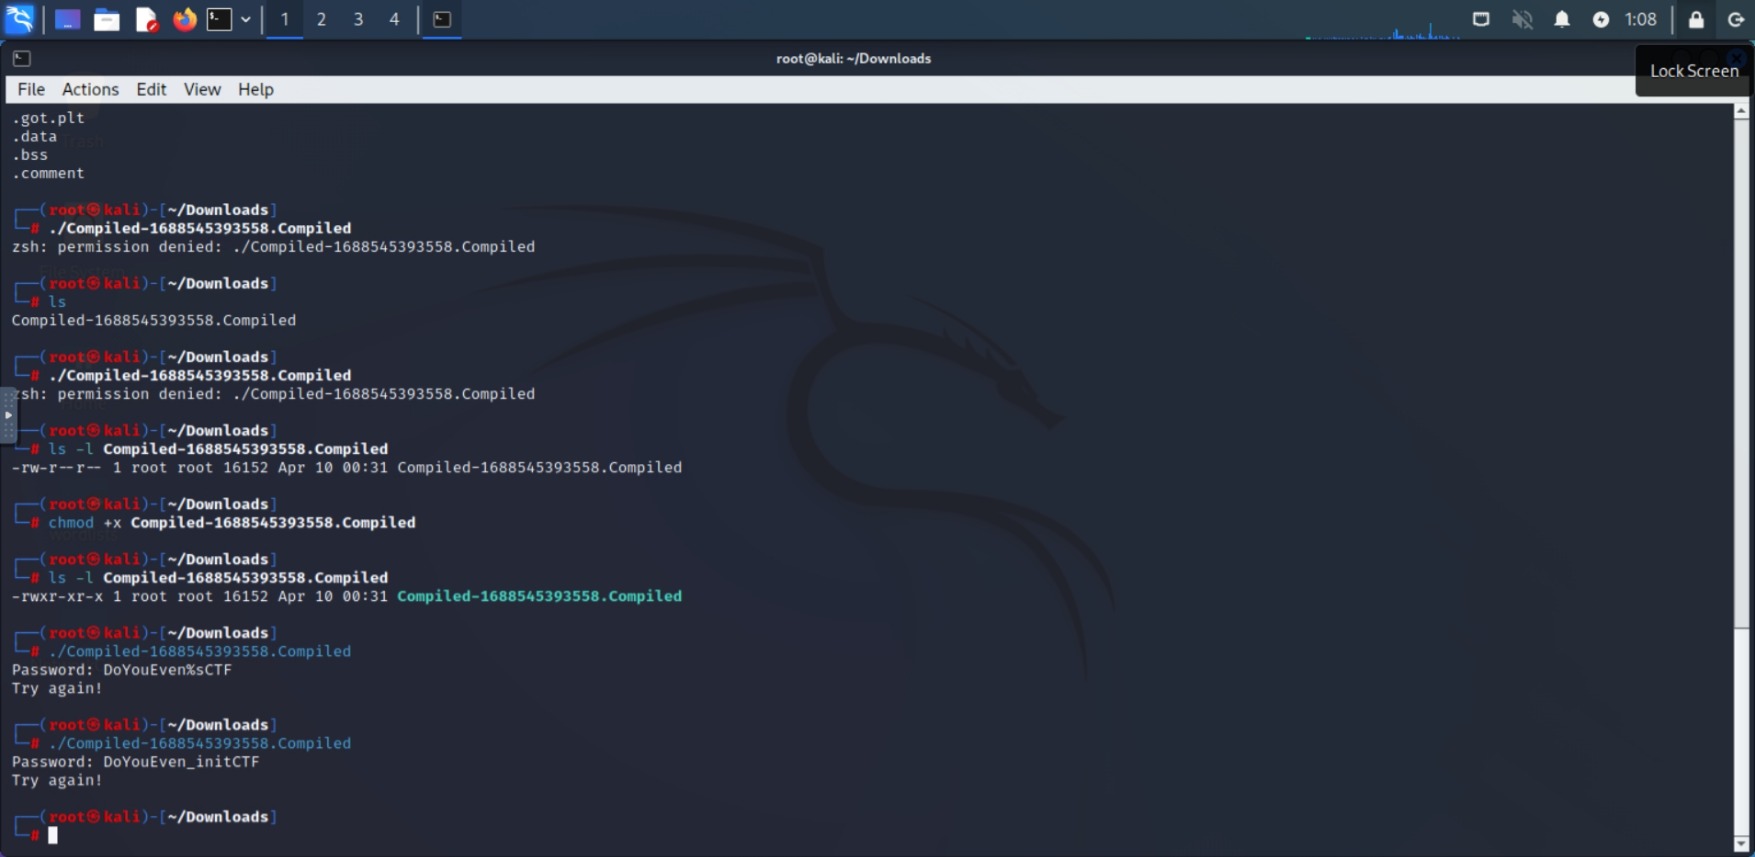 1 2 3 4 1:08
root@kali: ~/Downloads
Lock Screen
File Actions Edit View Help
.got.plt
.data
.bss
.comment
┌──(root㉿kali)-[~/Downloads]
└─# ./Compiled-1688545393558.Compiled
zsh: permission denied: ./Compiled-1688545393558.Compiled
┌──(root㉿kali)-[~/Downloads]
└─# ls
Compiled-1688545393558.Compiled
┌──(root㉿kali)-[~/Downloads]
└─# ./Compiled-1688545393558.Compiled
zsh: permission denied: ./Compiled-1688545393558.Compiled
┌──(root㉿kali)-[~/Downloads]
└─# ls -l Compiled-1688545393558.Compiled
-rw-r--r-- 1 root root 16152 Apr 10 00:31 Compiled-1688545393558.Compiled
┌──(root㉿kali)-[~/Downloads]
└─# chmod +x Compiled-1688545393558.Compiled
┌──(root㉿kali)-[~/Downloads]
└─# ls -l Compiled-1688545393558.Compiled
-rwxr-xr-x 1 root root 16152 Apr 10 00:31 Compiled-1688545393558.Compiled
┌──(root㉿kali)-[~/Downloads]
└─# ./Compiled-1688545393558.Compiled
Password: DoYouEven%sCTF
Try again!
┌──(root㉿kali)-[~/Downloads]
└─# ./Compiled-1688545393558.Compiled
Password: DoYouEven_initCTF
Try again!
┌──(root㉿kali)-[~/Downloads]
└─#